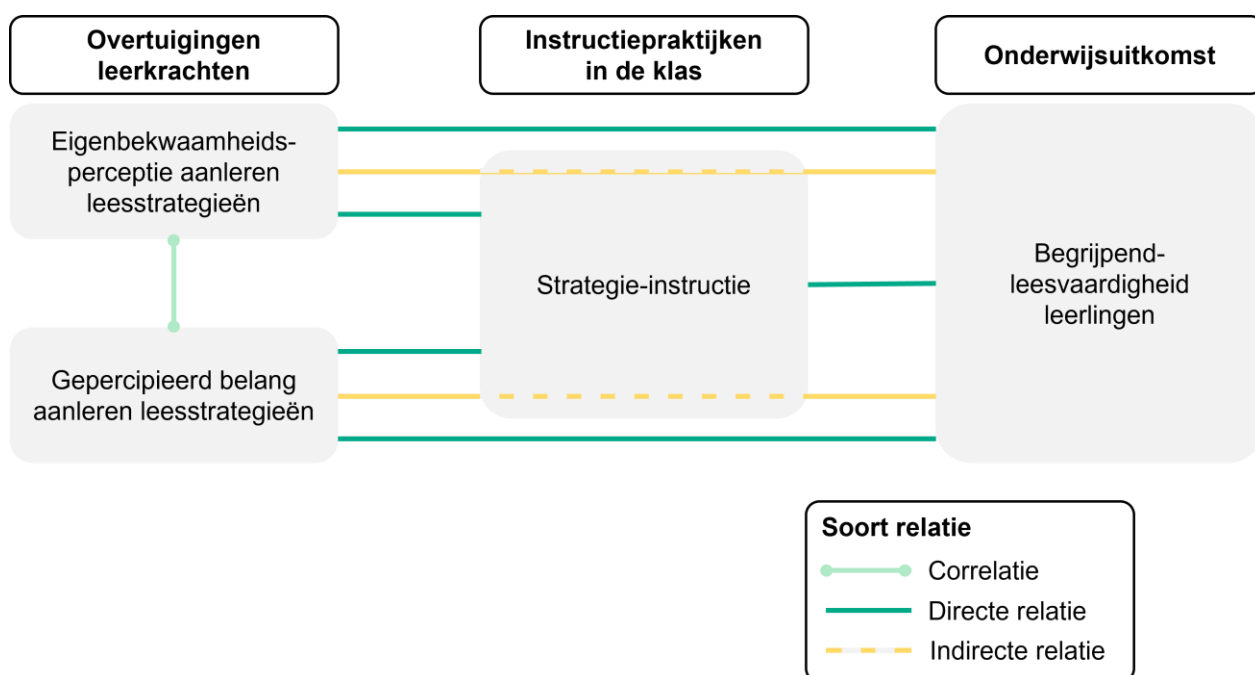 Overtuigingen
leerkrachten
Instructiepraktijken
in de klas
Onderwijsuitkomst
Eigenbekwaamheids-
perceptie aanleren
leesstrategieën
Strategie-instructie
Begrijpend-
leesvaardigheid
leerlingen
Gepercipieerd belang
aanleren leesstrategieën
Soort relatie
Correlatie
Directe relatie
Indirecte relatie